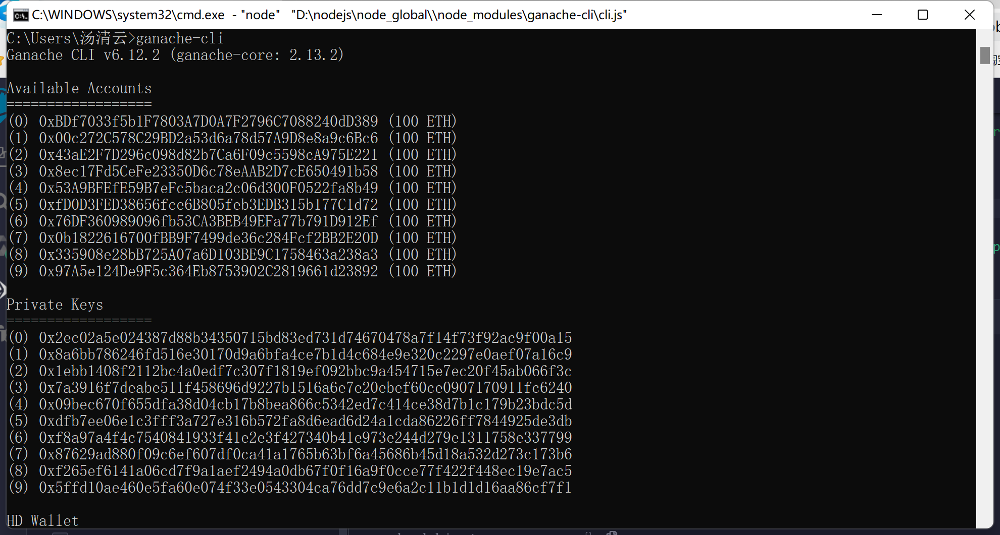 C:\WINDOWS\system32\cmd.exe - "node" "D:\nodejs\node_global\\node_modules\ganache-cli\cli.js"
C:\Users\汤清云>ganache-cli
Ganache CLI v6.12.2 (ganache-core: 2.13.2)
Available Accounts
==================
(0) 0xBDf7033f5b1F7803A7D0A7F2796C7088240dD389 (100 ETH)
(1) 0x00c272C578C29BD2a53d6a78d57A9D8e8a9c6Bc6 (100 ETH)
(2) 0x43aE2F7D296c098d82b7Ca6F09c5598cA975E221 (100 ETH)
(3) 0x8ec17Fd5CeFe23350D6c78eAAB2D7cE650491b58 (100 ETH)
(4) 0x53A9BFEfE59B7eFc5baca2c06d300F0522fa8b49 (100 ETH)
(5) 0xfD0D3FED38656fce6B805feb3EDB315b177C1d72 (100 ETH)
(6) 0x76DF360989096fb53CA3BEB49EFa77b791D912Ef (100 ETH)
(7) 0x0b1822616700fBB9F7499de36c284Fcf2BB2E20D (100 ETH)
(8) 0x335908e28bB725A07a6D103BE9C1758463a238a3 (100 ETH)
(9) 0x97A5e124De9F5c364Eb8753902C2819661d23892 (100 ETH)
Private Keys
==================
(0) 0x2ec02a5e024387d88b34350715bd83ed731d74670478a7f14f73f92ac9f00a15
(1) 0x8a6bb786246fd516e30170d9a6bfa4ce7b1d4c684e9e320c2297e0aef07a16c9
(2) 0x1ebb1408f2112bc4a0edf7c307f1819ef092bbc9a454715e7ec20f45ab066f3c
(3) 0x7a3916f7deabe511f458696d9227b1516a6e7e20ebef60ce0907170911fc6240
(4) 0x09bec670f655dfa38d04cb17b8bea866c5342ed7c414ce38d7b1c179b23bdc5d
(5) 0xdfb7ee06e1c3fff3a727e316b572fa8d6ead6d24a1cda86226ff7844925de3db
(6) 0xf8a97a4f4c7540841933f41e2e3f427340b41e973e244d279e1311758e337799
(7) 0x87629ad880f09c6ef607df0ca41a1765b63bf6a45686b45d18a532d273c173b6
(8) 0xf265ef6141a06cd7f9a1aef2494a0db67f0f16a9f0cce77f422f448ec19e7ac5
(9) 0x5ffd10ae460e5fa60e074f33e0543304ca76dd7c9e6a2c11b1d1d16aa86cf7f1
HD Wallet